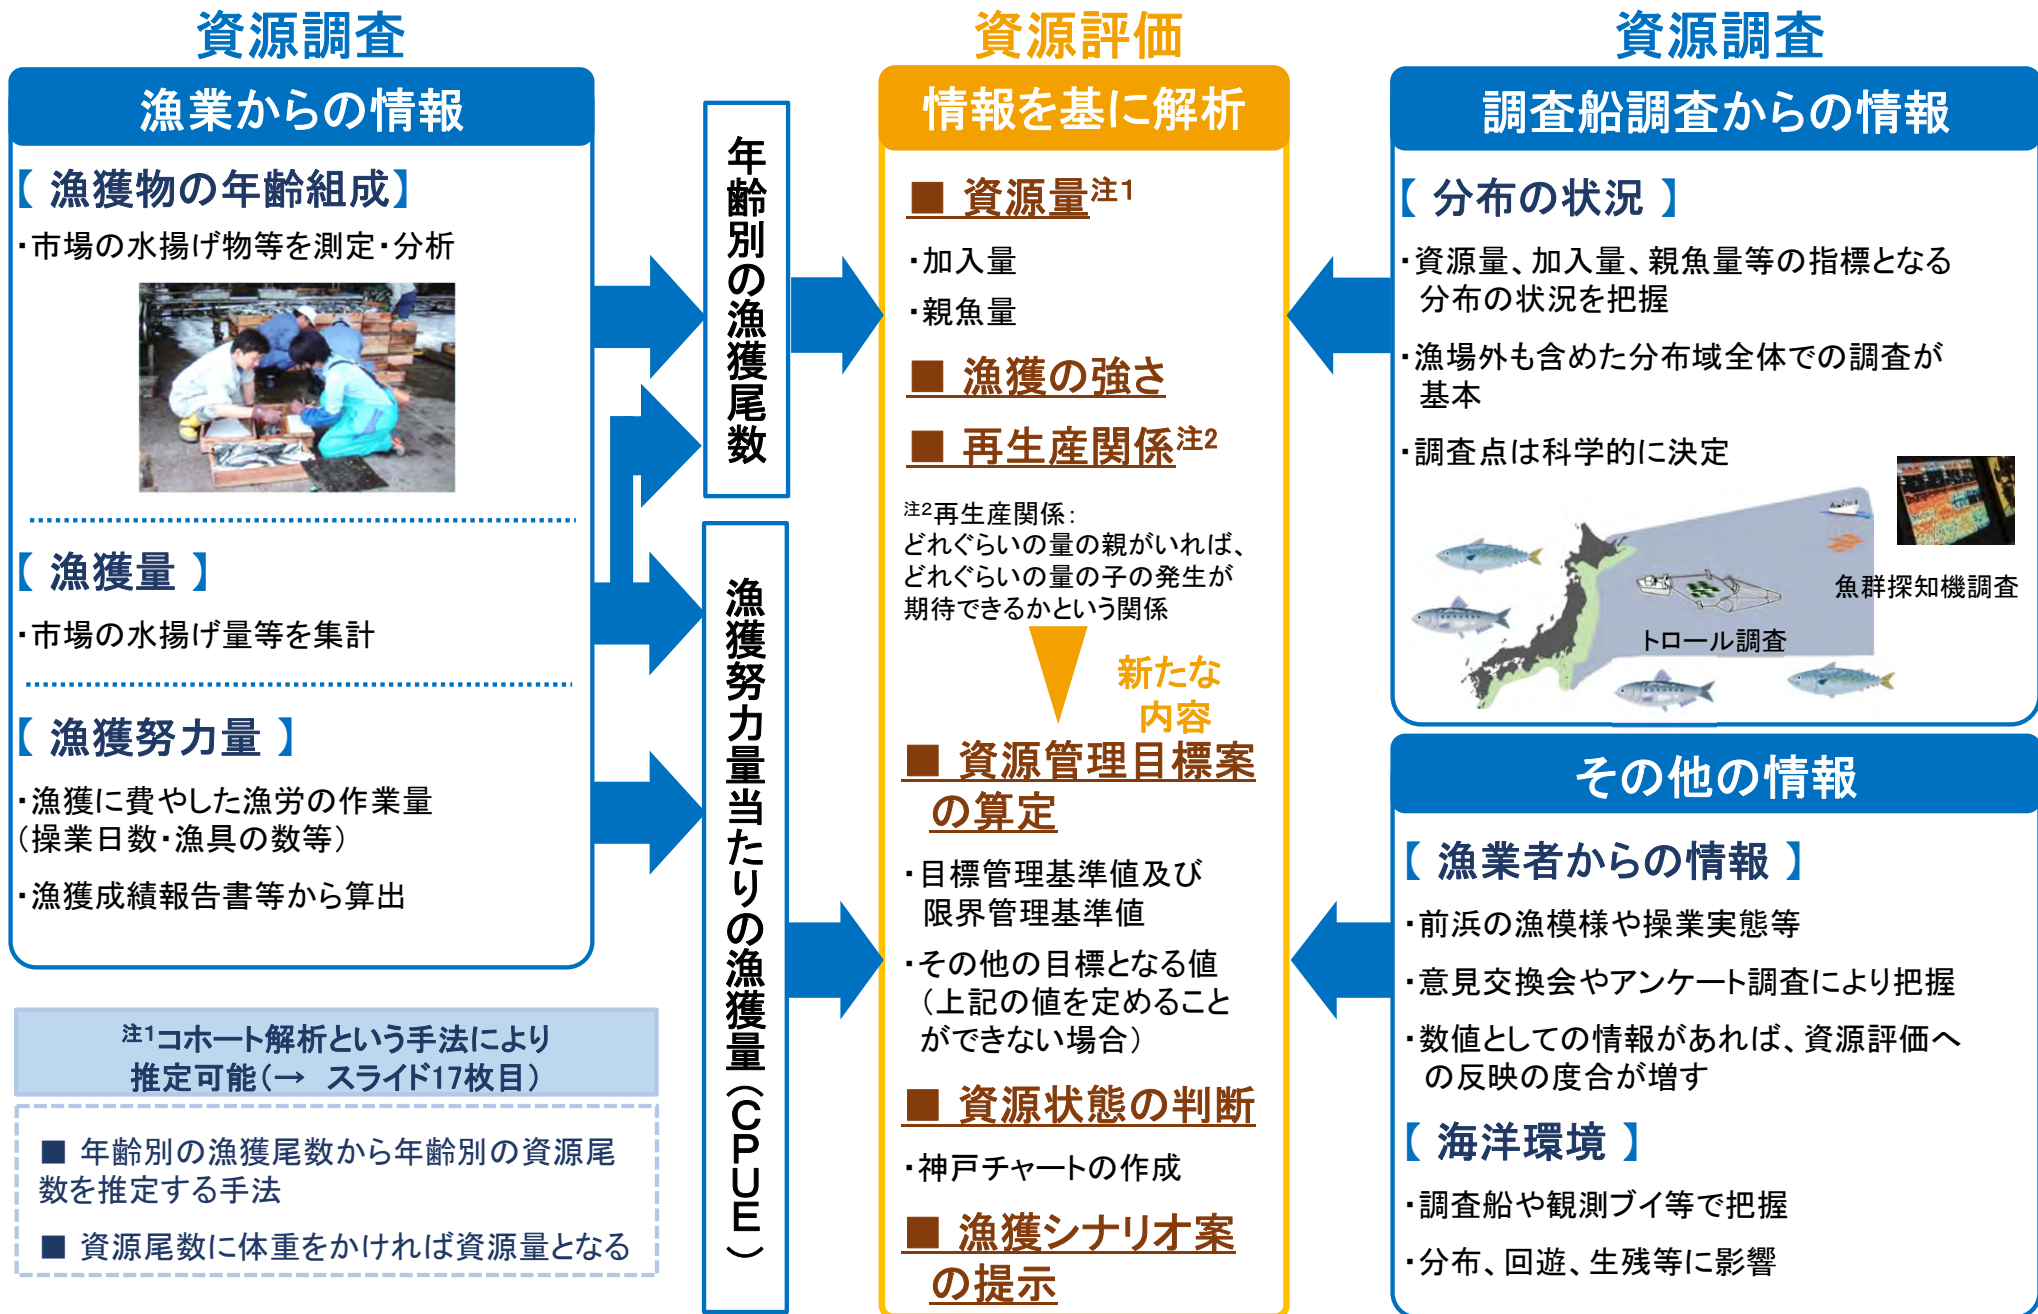 資源調査
漁業からの情報
【 漁獲物の年齢組成】
・市場の水揚げ物等を測定・分析
【 漁獲量 】
・市場の水揚げ量等を集計
【 漁獲努力量 】
・漁獲に費やした漁労の作業量
（操業日数・漁具の数等）
・漁獲成績報告書等から算出
注1コホート解析という手法により
推定可能（→ スライド17枚目）
■ 年齢別の漁獲尾数から年齢別の資源尾
数を推定する手法
■ 資源尾数に体重をかければ資源量となる
年齢別の漁獲尾数
漁獲努力量当たりの漁獲量（CPUE）
資源評価
情報を基に解析
■ 資源量注1
・加入量
・親魚量
■ 漁獲の強さ
■ 再生産関係注2
注2再生産関係：
どれぐらいの量の親がいれば、
どれぐらいの量の子の発生が
期待できるかという関係
新たな
内容
■ 資源管理目標案
の算定
・目標管理基準値及び
限界管理基準値
・その他の目標となる値
（上記の値を定めること
ができない場合）
■ 資源状態の判断
・神戸チャートの作成
■ 漁獲シナリオ案
の提示
資源調査
調査船調査からの情報
【 分布の状況 】
・資源量、加入量、親魚量等の指標となる
分布の状況を把握
・漁場外も含めた分布域全体での調査が
基本
・調査点は科学的に決定
魚群探知機調査
トロール調査
その他の情報
【 漁業者からの情報 】
・前浜の漁模様や操業実態等
・意見交換会やアンケート調査により把握
・数値としての情報があれば、資源評価へ
の反映の度合が増す
【 海洋環境 】
・調査船や観測ブイ等で把握
・分布、回遊、生残等に影響